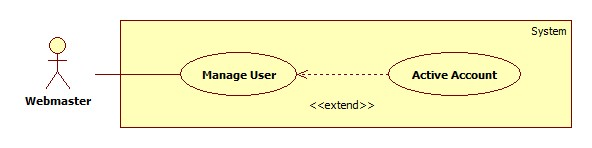 System
Manage User
Active Account
Webmaster
<<extend>>